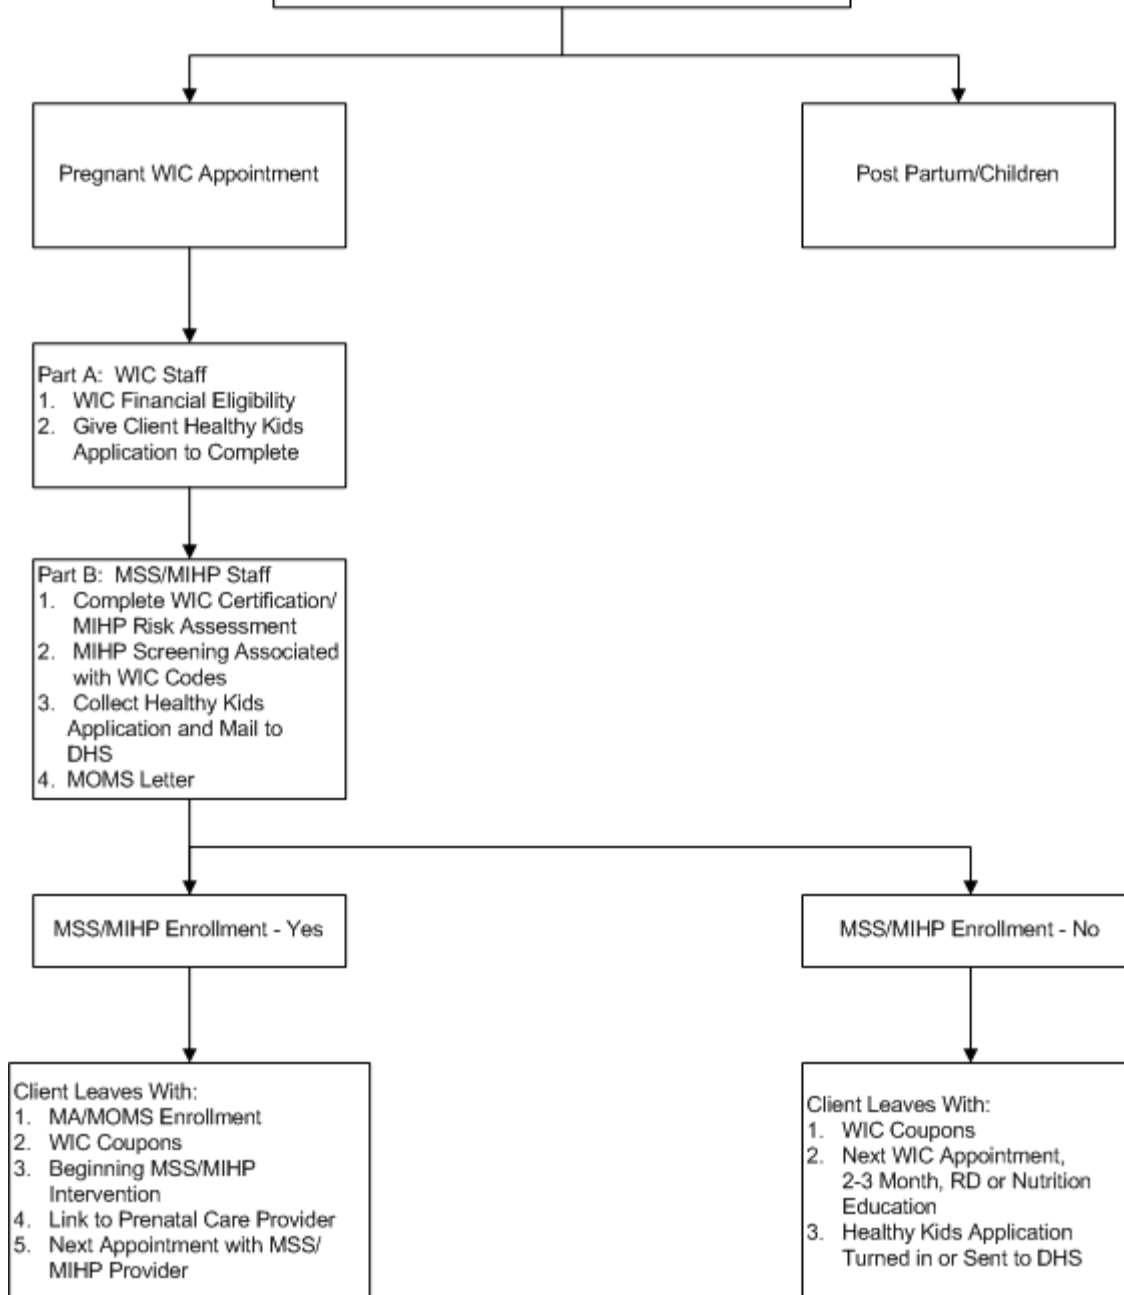 Pregnant WIC Appointment
Post Partum/Children
Part A: WIC Staff
1. WIC Financial Eligibility
2. Give Client Healthy Kids
Application to Complete
Part B: MSS/MIHP Staff
1. Complete WIC Certification/
MIHP Risk Assessment
2. MIHP Screening Associated
with WIC Codes
3. Collect Healthy Kids
Application and Mail to
DHS
4. MOMS Letter
MSS/MIHP Enrollment - Yes
MSS/MIHP Enrollment - No
Client Leaves With:
1. MA/MOMS Enrollment
2. WIC Coupons
3. Beginning MSS/MIHP
Intervention
4. Link to Prenatal Care Provider
5. Next Appointment with MSS/
MIHP Provider
Client Leaves With:
1. WIC Coupons
2. Next WIC Appointment,
2-3 Month, RD or Nutrition
Education
3. Healthy Kids Application
Turned in or Sent to DHS